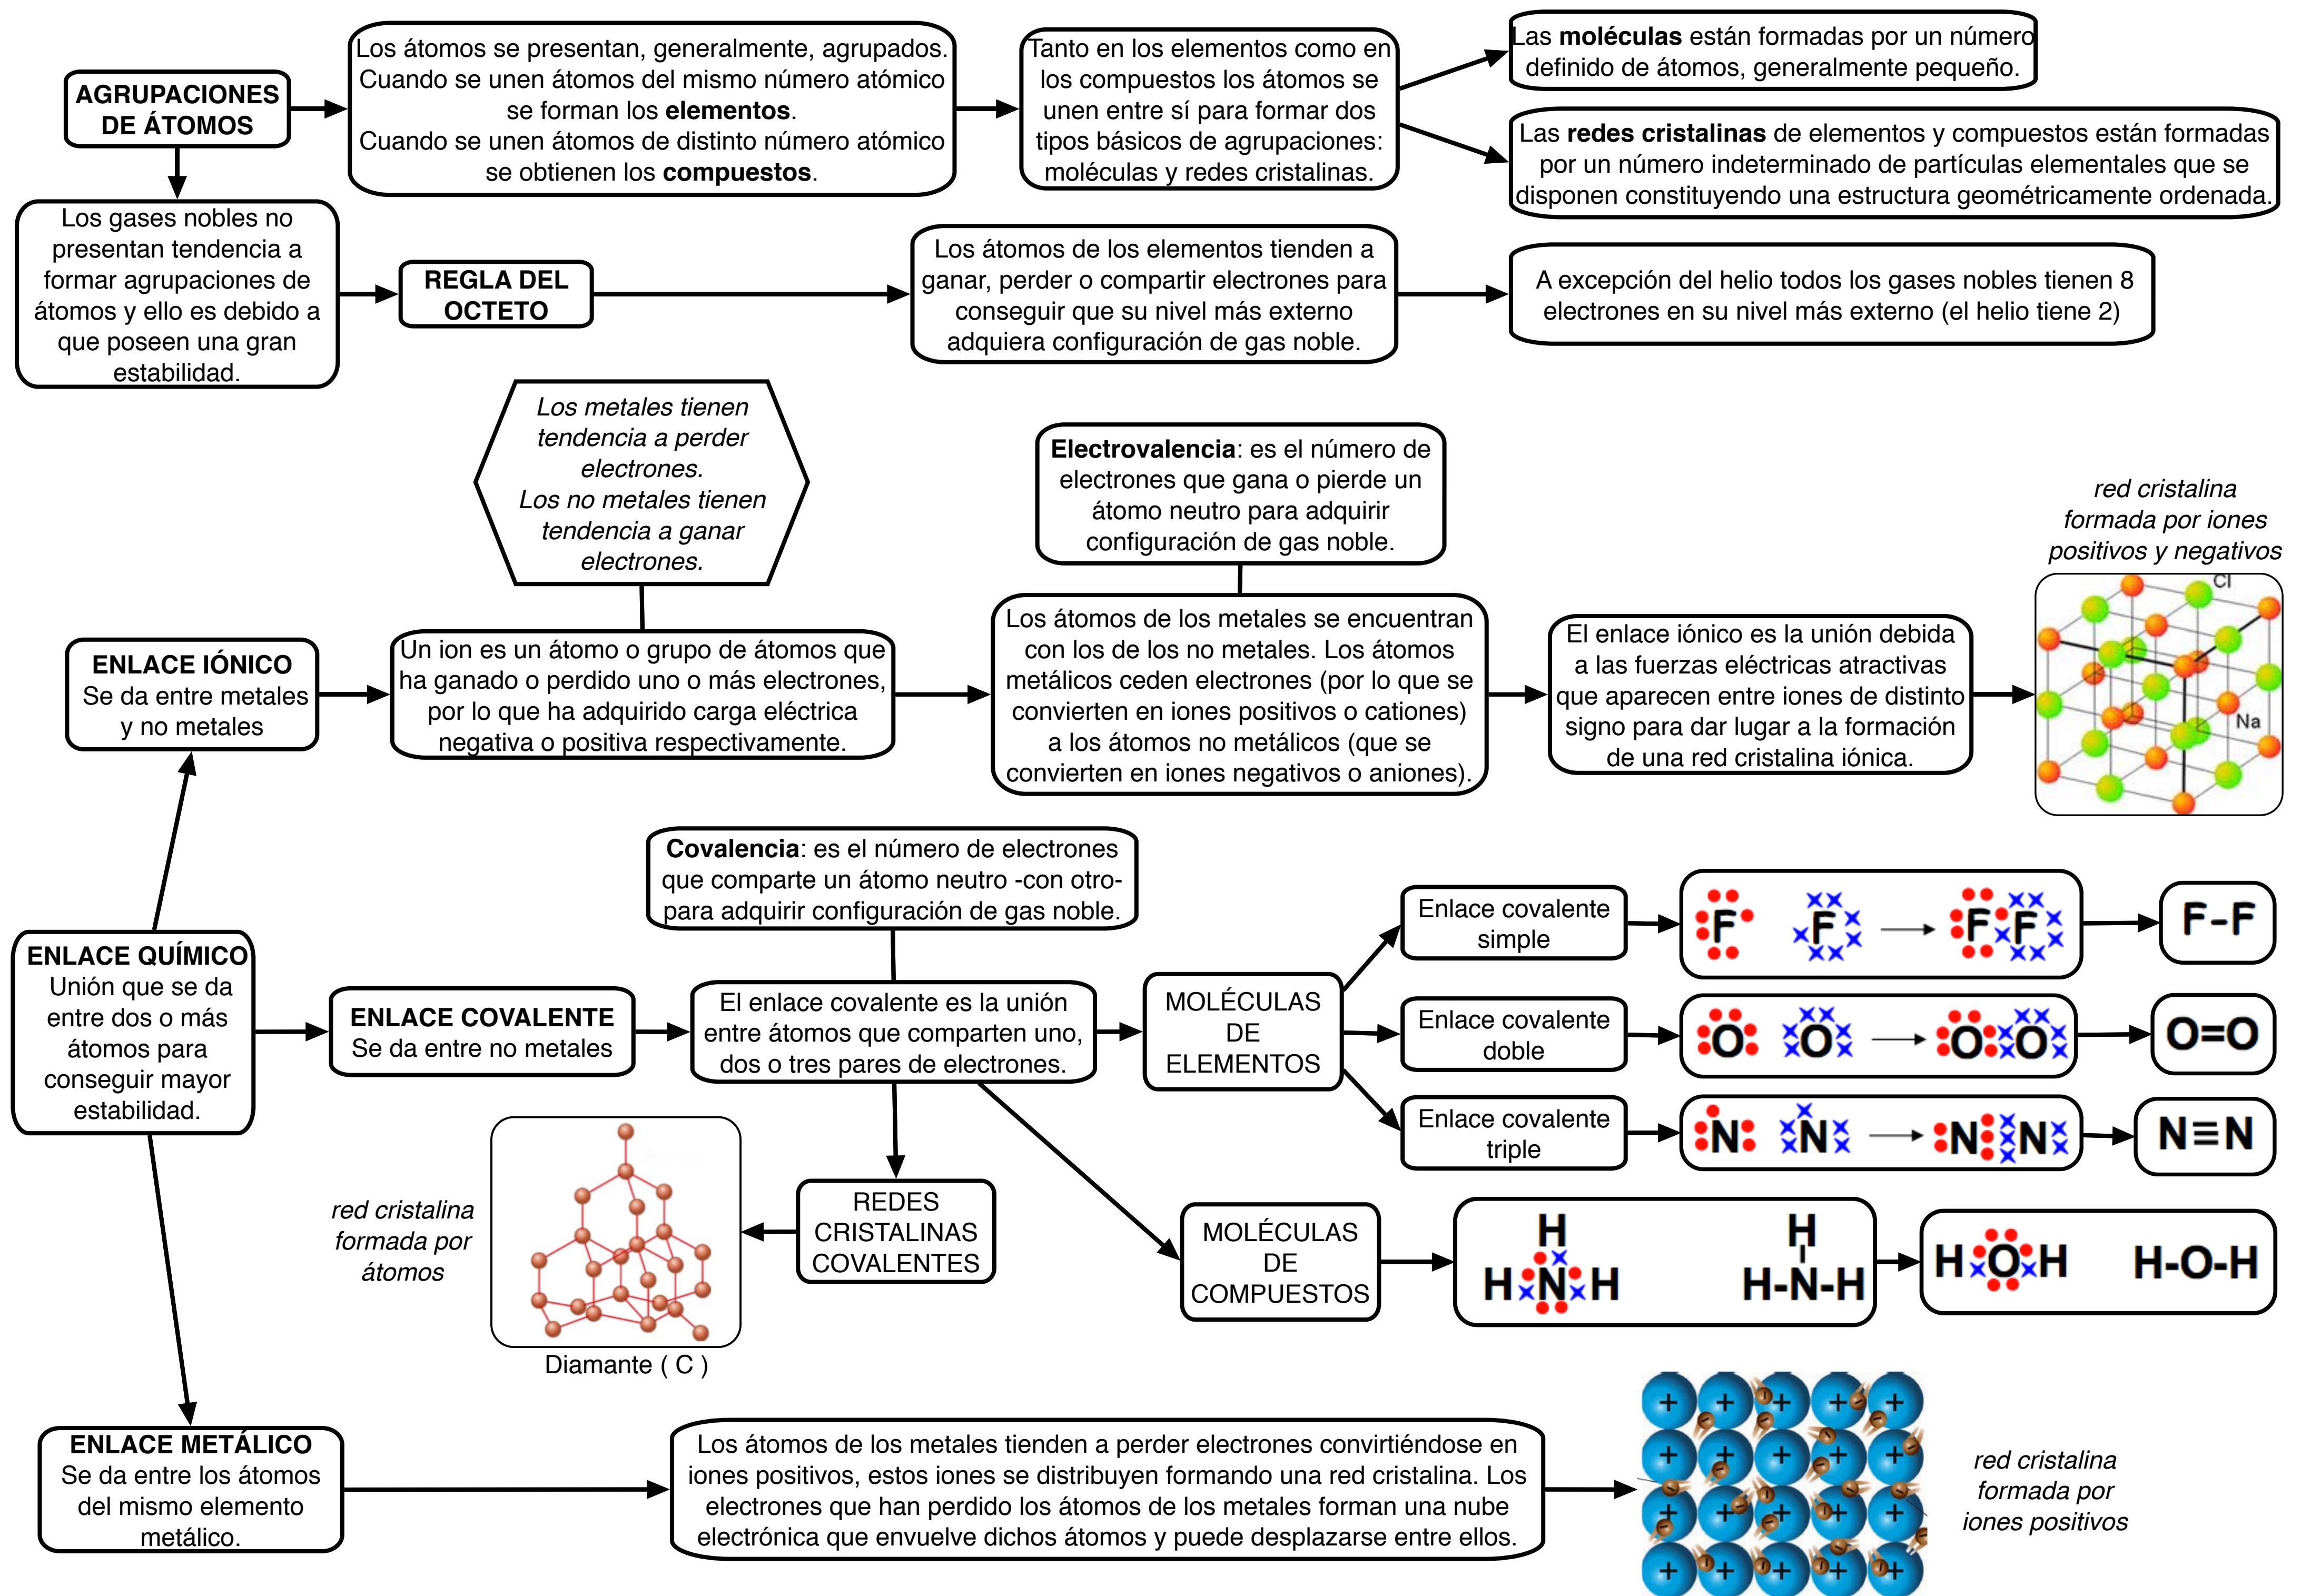 AGRUPACIONES
DE ÁTOMOS
Los átomos se presentan, generalmente, agrupados.
Cuando se unen átomos del mismo número atómico
se forman los elementos.
Cuando se unen átomos de distinto número atómico
se obtienen los compuestos.
Tanto en los elementos como en
los compuestos los átomos se
unen entre sí para formar dos
tipos básicos de agrupaciones:
moléculas y redes cristalinas.
Las moléculas están formadas por un número
definido de átomos, generalmente pequeño.
Las redes cristalinas de elementos y compuestos están formadas
por un número indeterminado de partículas elementales que se
disponen constituyendo una estructura geométricamente ordenada.
Los gases nobles no
presentan tendencia a
formar agrupaciones de
átomos y ello es debido a
que poseen una gran
estabilidad.
REGLA DEL
OCTETO
Los átomos de los elementos tienden a
ganar, perder o compartir electrones para
conseguir que su nivel más externo
adquiera configuración de gas noble.
A excepción del helio todos los gases nobles tienen 8
electrones en su nivel más externo (el helio tiene 2)
Los metales tienen
tendencia a perder
electrones.
Los no metales tienen
tendencia a ganar
electrones.
Electrovalencia: es el número de
electrones que gana o pierde un
átomo neutro para adquirir
configuración de gas noble.
red cristalina
formada por iones
positivos y negativos
Cl
Na
ENLACE IÓNICO
Se da entre metales
y no metales
Un ion es un átomo o grupo de átomos que
ha ganado o perdido uno o más electrones,
por lo que ha adquirido carga eléctrica
negativa o positiva respectivamente.
Los átomos de los metales se encuentran
con los de los no metales. Los átomos
metálicos ceden electrones (por lo que se
convierten en iones positivos o cationes)
a los átomos no metálicos (que se
convierten en iones negativos o aniones).
El enlace iónico es la unión debida
a las fuerzas eléctricas atractivas
que aparecen entre iones de distinto
signo para dar lugar a la formación
de una red cristalina iónica.
Covalencia: es el número de electrones
que comparte un átomo neutro -con otro-
para adquirir configuración de gas noble.
ENLACE QUÍMICO
Unión que se da
entre dos o más
átomos para
conseguir mayor
estabilidad.
ENLACE COVALENTE
Se da entre no metales
El enlace covalente es la unión
entre átomos que comparten uno,
dos o tres pares de electrones.
MOLÉCULAS
DE
ELEMENTOS
Enlace covalente
simple
F F F F
F-F
Enlace covalente
doble
O O O O
O=O
Enlace covalente
triple
N N N N
N≡N
REDES
CRISTALINAS
COVALENTES
red cristalina
formada por
átomos
Diamante ( C )
MOLÉCULAS
DE
COMPUESTOS
H
H N H
H
H-N-H
H O H
H-O-H
ENLACE METÁLICO
Se da entre los átomos
del mismo elemento
metálico.
Los átomos de los metales tienden a perder electrones convirtiéndose en
iones positivos, estos iones se distribuyen formando una red cristalina. Los
electrones que han perdido los átomos de los metales forman una nube
electrónica que envuelve dichos átomos y puede desplazarse entre ellos.
+ + + + +
+ + + + +
+ + + + +
+ + + + +
red cristalina
formada por
iones positivos